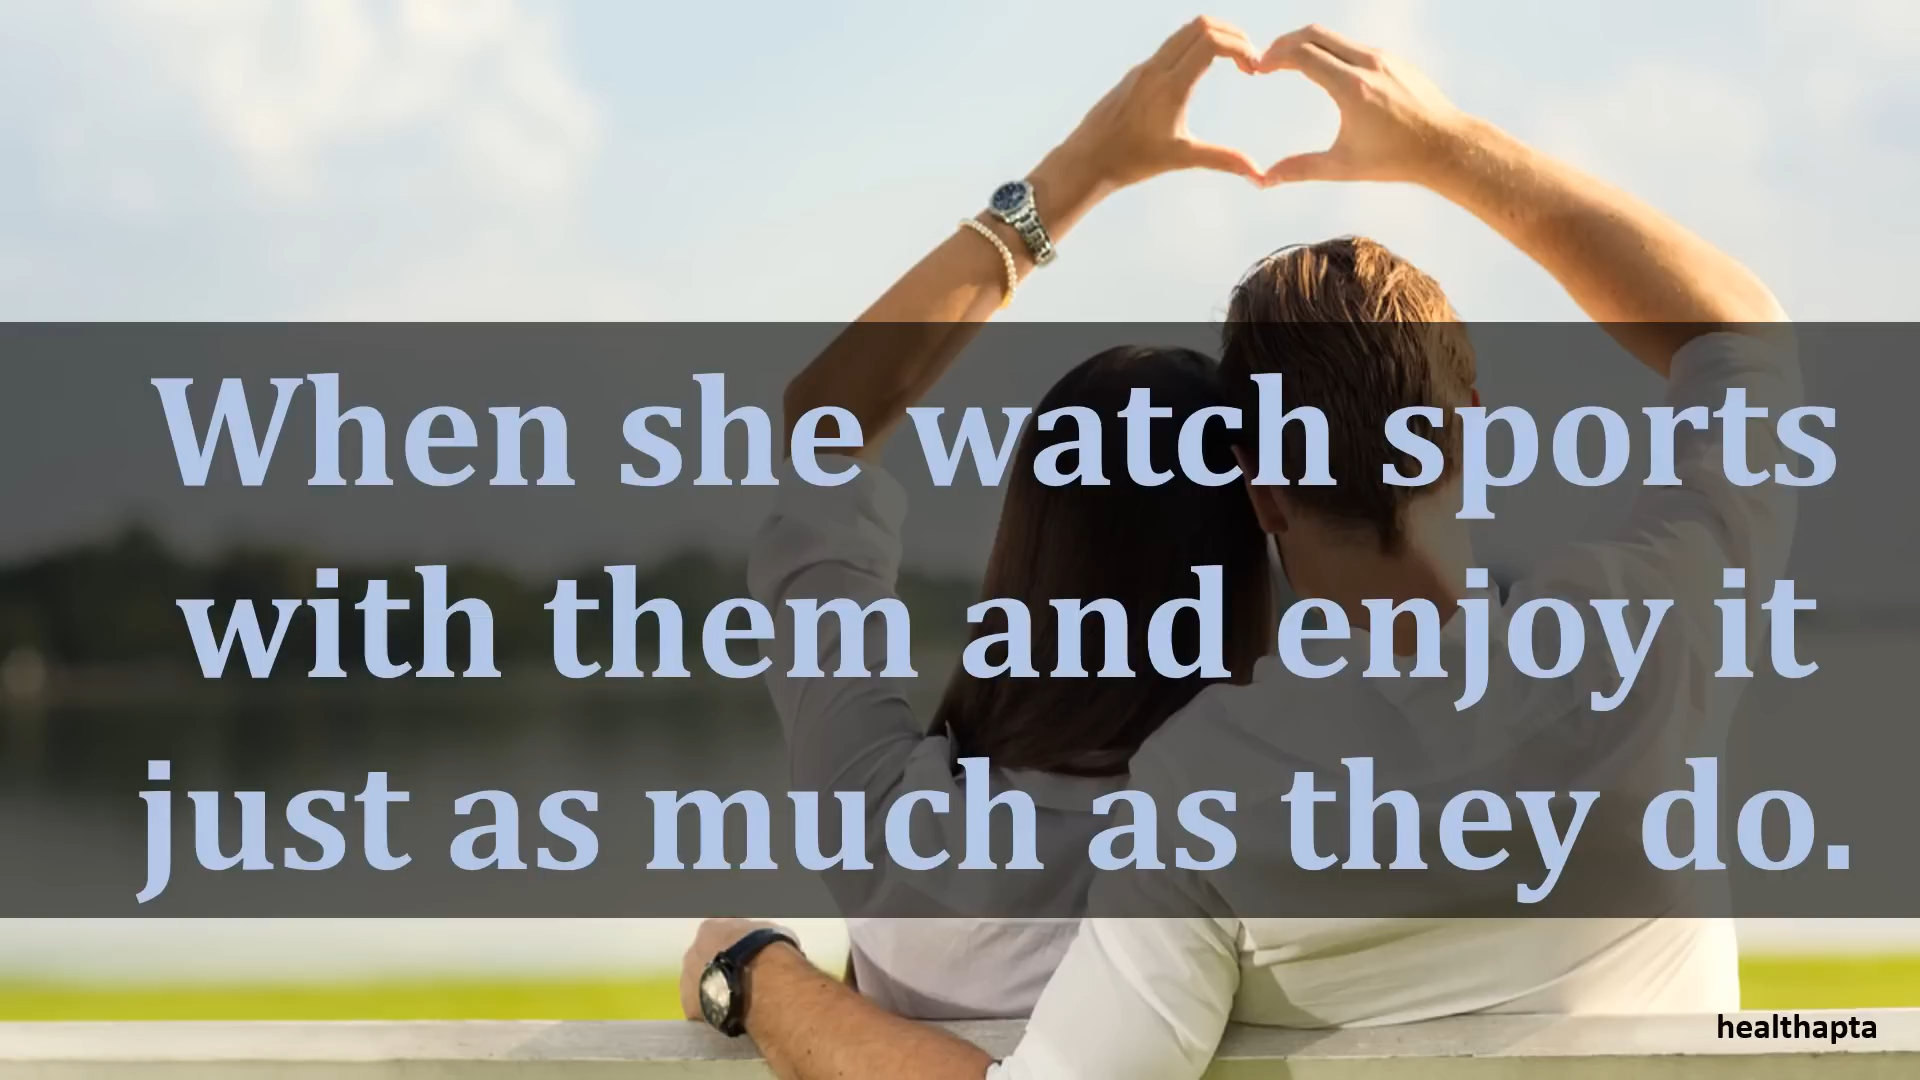 When she watch sports
with them and enjoy it
just as much as they do.
healthapta